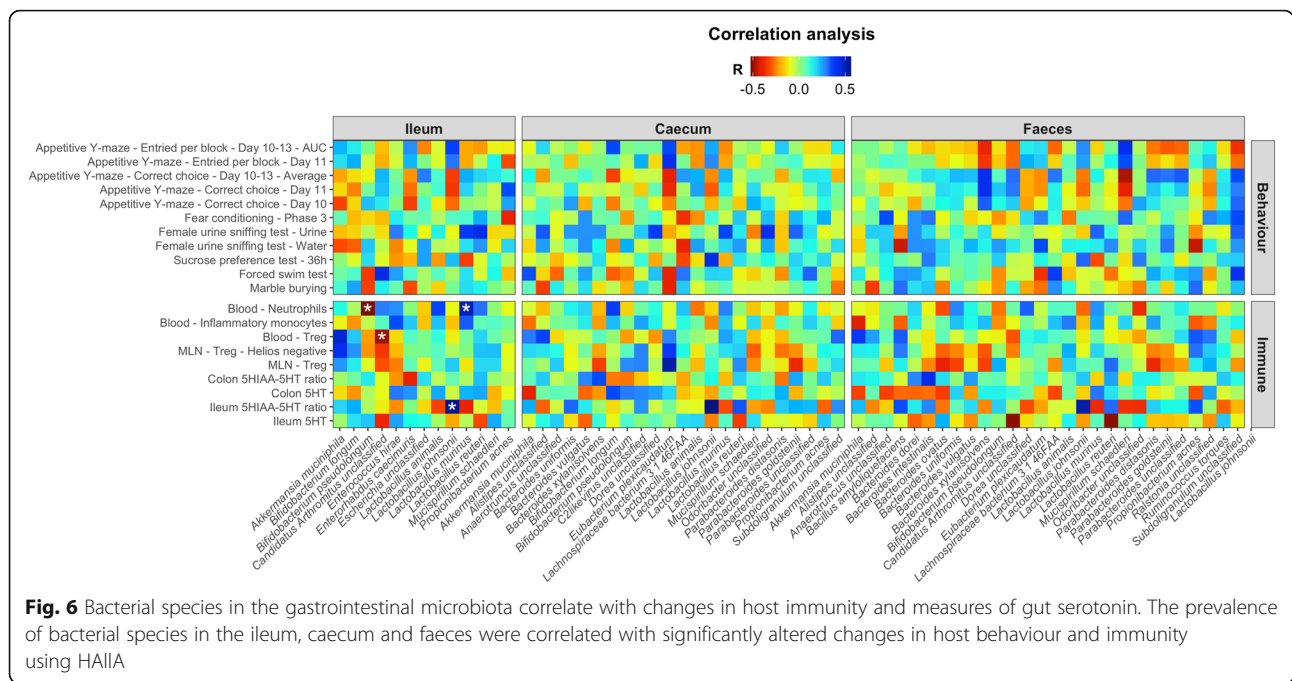 Correlation analysis
R
-0.5 0.0 0.5
Ileum
Caecum
Faeces
Appetitive Y-maze - Entried per block - Day 10-13 - AUC
Appetitive Y-maze - Entried per block - Day 11
Appetitive Y-maze - Correct choice - Day 10-13 - Average
Appetitive Y-maze - Correct choice - Day 11
Appetitive Y-maze - Correct choice - Day 10
Fear conditioning - Phase 3
Female urine sniffing test - Urine
Female urine sniffing test - Water
Sucrose preference test - 36h
Forced swim test
Marble burying
Behaviour
Blood - Neutrophils
Blood - Inflammatory monocytes
Blood - Treg
MLN - Treg - Helios negative
MLN - Treg
Colon 5HIAA-5HT ratio
Colon 5HT
Ileum 5HIAA-5HT ratio
Ileum 5HT
Immune
*
*
*
*
Akkermansia muciniphila
Bifidobacterium longum
Bifidobacterium pseudolongum
Candidatus Arthromitus unclassified
Enterococcus hirae
Enterorhabdus caecimuris
Escherichia unclassified
Lactobacillus animalis
Lactobacillus johnsonii
Lactobacillus murinus
Lactobacillus reuteri
Mucispirillum schaedleri
Propionibacterium acnes
Akkermansia muciniphila
Akkermansia unclassified
Alistipes unclassified
Anaerotruncus unclassified
Bacteroides uniformis
Bacteroides vulgatus
Bacteroides xylanisolvens
Bifidobacterium longum
Bifidobacterium pseudolongum
C2likevirus unclassified
Dorea unclassified
Eubacterium plexicaudatum
Lachnospiraceae bacterium 3 1 46FAA
Lactobacillus animalis
Lactobacillus johnsonii
Lactobacillus murinus
Lactobacillus reuteri
Mucispirillum schaedleri
Odoribacter unclassified
Parabacteroides distasonis
Parabacteroides goldsteinii
Parabacteroides unclassified
Propionibacterium acnes
Subdoligranulum unclassified
Akkermansia muciniphila
Akkermansia unclassified
Alistipes unclassified
Anaerotruncus unclassified
Bacillus amyloliquefaciens
Bacteroides dorei
Bacteroides intestinalis
Bacteroides ovatus
Bacteroides uniformis
Bacteroides vulgatus
Bacteroides xylanisolvens
Bifidobacterium pseudolongum
Candidatus Arthromitus unclassified
Dorea unclassified
Eubacterium plexicaudatum
Lachnospiraceae bacterium 3 1 46FAA
Lactobacillus animalis
Lactobacillus johnsonii
Lactobacillus murinus
Lactobacillus reuteri
Mucispirillum schaedleri
Odoribacter unclassified
Parabacteroides distasonis
Parabacteroides goldsteinii
Parabacteroides unclassified
Propionibacterium acnes
Ralstonia unclassified
Ruminococcus torques
Subdoligranulum unclassified
Lactobacillus johnsonii
Fig. 6 Bacterial species in the gastrointestinal microbiota correlate with changes in host immunity and measures of gut serotonin. The prevalence
of bacterial species in the ileum, caecum and faeces were correlated with significantly altered changes in host behaviour and immunity
using HAllA